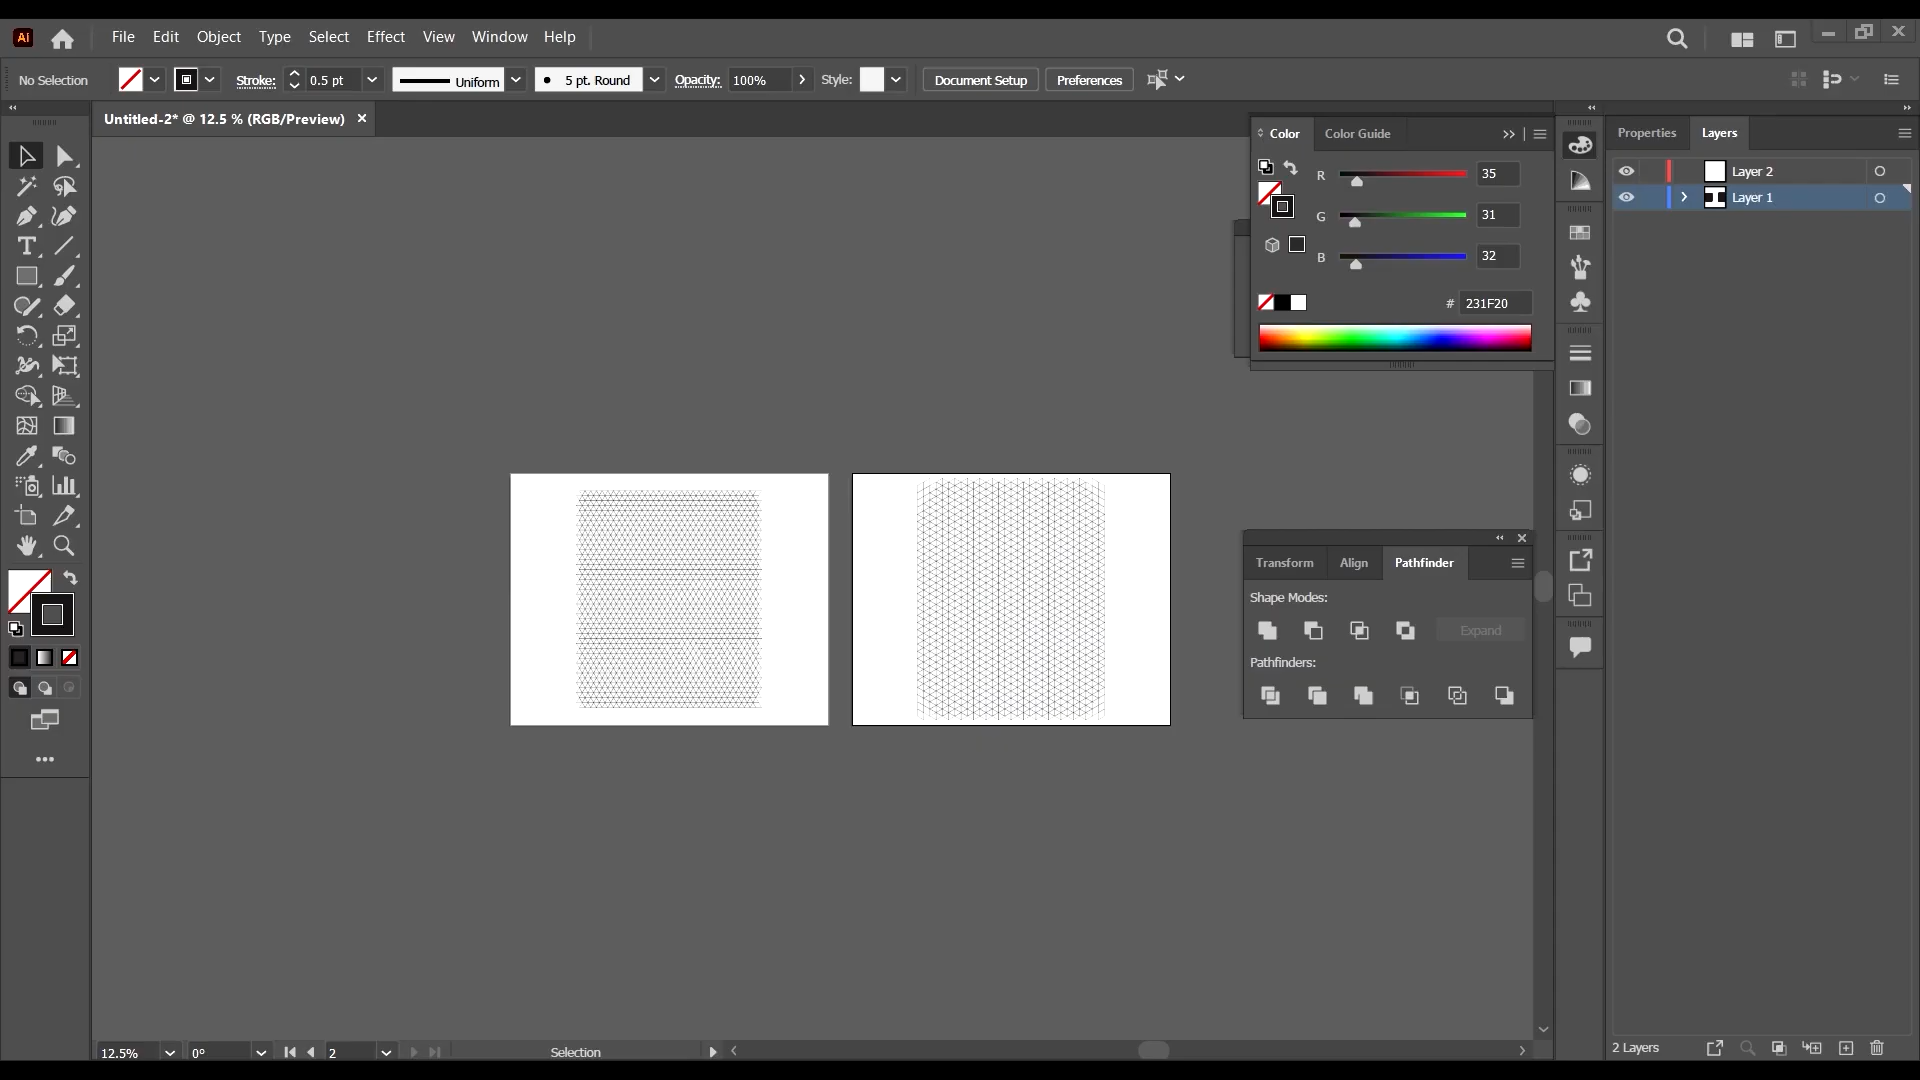 Ai File Edit Object Type Select Effect View Window Help
No Selection Stroke: 0.5 pt Uniform 5 pt. Round Opacity: 100% Style: Document Setup Preferences
Untitled-2* @ 12.5 % (RGB/Preview)
Color Color Guide
R 35
G 31
B 32
# 231F20
Properties Layers
Layer 2
Layer 1
Transform Align Pathfinder
Shape Modes:
Expand
Pathfinders:
12.5% 0° 2 Selection
2 Layers